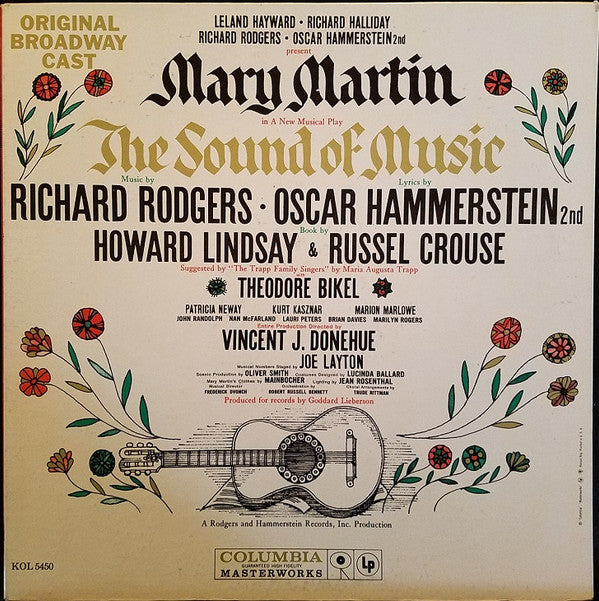 ORIGINAL
BROADWAY
CAST
LELAND HAYWARD • RICHARD HALLIDAY
RICHARD RODGERS • OSCAR HAMMERSTEIN 2nd
present
Mary Martin
in A New Musical Play
The Sound of Music
Music by
Lyrics by
RICHARD RODGERS • OSCAR HAMMERSTEIN 2nd
Book by
HOWARD LINDSAY & RUSSEL CROUSE
Suggested by "The Trapp Family Singers" by Maria Augusta Trapp
with
THEODORE BIKEL
PATRICIA NEWAY KURT KASZNAR MARION MARLOWE
JOHN RANDOLPH NAN McFARLAND LAURI PETERS BRIAN DAVIES MARILYN ROGERS
Entire Production Directed by
VINCENT J. DONEHUE
Musical Numbers Staged by JOE LAYTON
Scenic Production by OLIVER SMITH Costumes Designed by LUCINDA BALLARD
Mary Martin's Clothes by MAINBOCHER Lighting by JEAN ROSENTHAL
Musical Director Orchestration by Choral Arrangements by
FREDERICK DVONCH ROBERT RUSSELL BENNETT TRUDE RITTMAN
Produced for records by Goddard Lieberson
A Rodgers and Hammerstein Records, Inc. Production
KOL 5450
COLUMBIA
GUARANTEED HIGH FIDELITY
MASTERWORKS
Lp